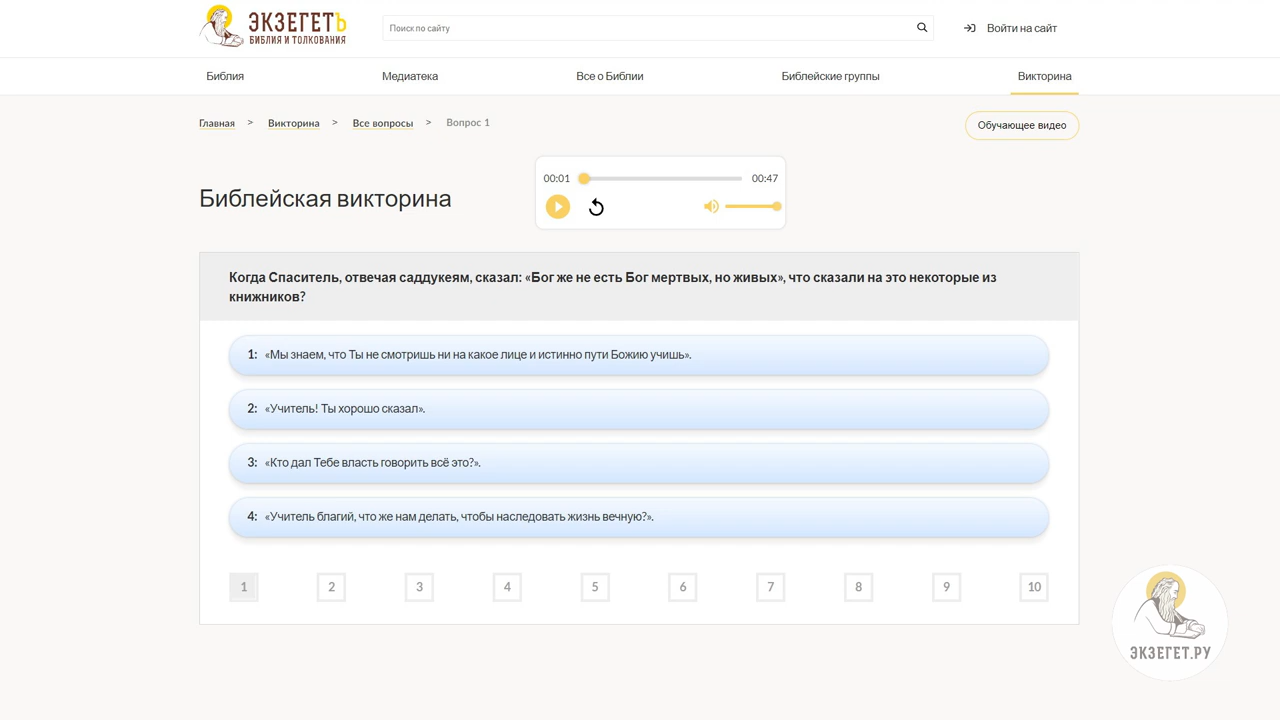 ЭКЗЕГЕТЪ
БИБЛИЯ И ТОЛКОВАНИЯ
Поиск по сайту
Войти на сайт
Библия
Медиатека
Все о Библии
Библейские группы
Викторина
Главная > Викторина > Все вопросы > Вопрос 1
Обучающее видео
00:01
00:47
Библейская викторина
Когда Спаситель, отвечая саддукеям, сказал: «Бог же не есть Бог мертвых, но живых», что сказали на это некоторые из
книжников?
1: «Мы знаем, что Ты не смотришь ни на какое лице и истинно пути Божию учишь».
2: «Учитель! Ты хорошо сказал».
3: «Кто дал Тебе власть говорить всё это?».
4: «Учитель благий, что же нам делать, чтобы наследовать жизнь вечную?».
1 2 3 4 5 6 7 8 9 10
ЭКЗЕГЕТ.РУ